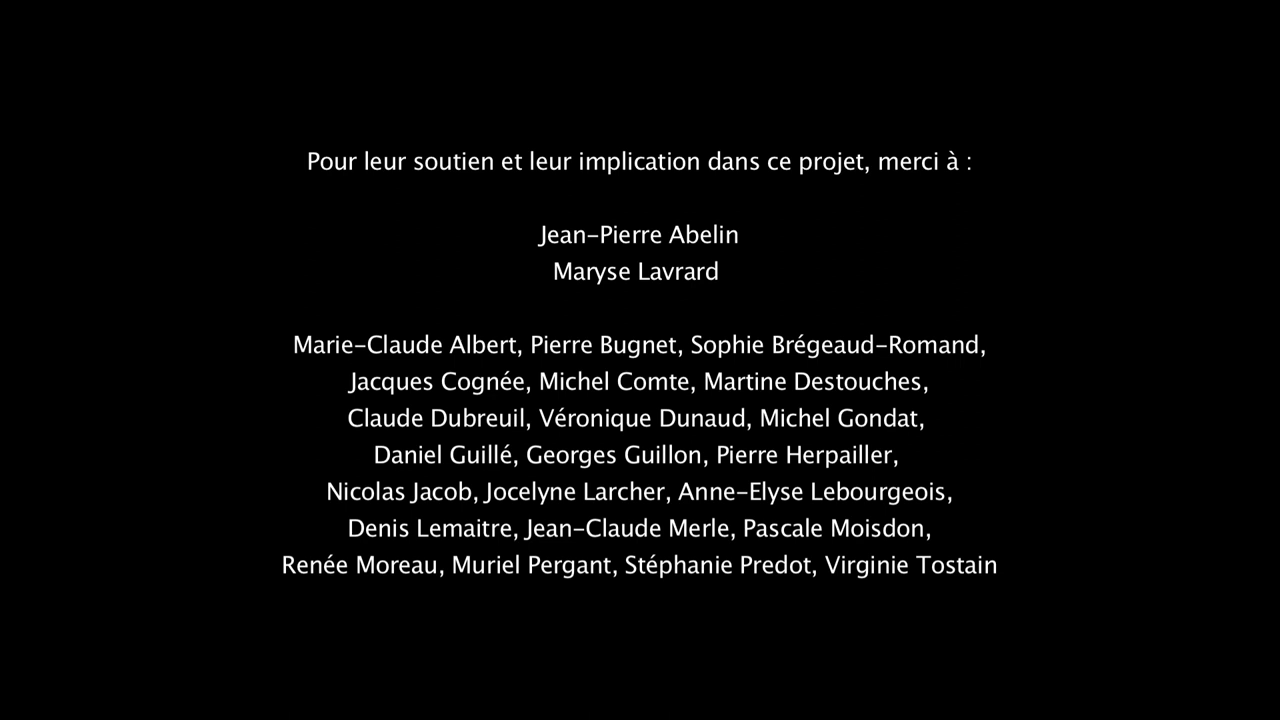 Pour leur soutien et leur implication dans ce projet, merci à :
Jean-Pierre Abelin
Maryse Lavrard
Marie-Claude Albert, Pierre Bugnet, Sophie Brégeaud-Romand,
Jacques Cognée, Michel Comte, Martine Destouches,
Claude Dubreuil, Véronique Dunaud, Michel Gondat,
Daniel Guillé, Georges Guillon, Pierre Herpailler,
Nicolas Jacob, Jocelyne Larcher, Anne-Elyse Lebourgeois,
Denis Lemaitre, Jean-Claude Merle, Pascale Moisdon,
Renée Moreau, Muriel Pergant, Stéphanie Predot, Virginie Tostain